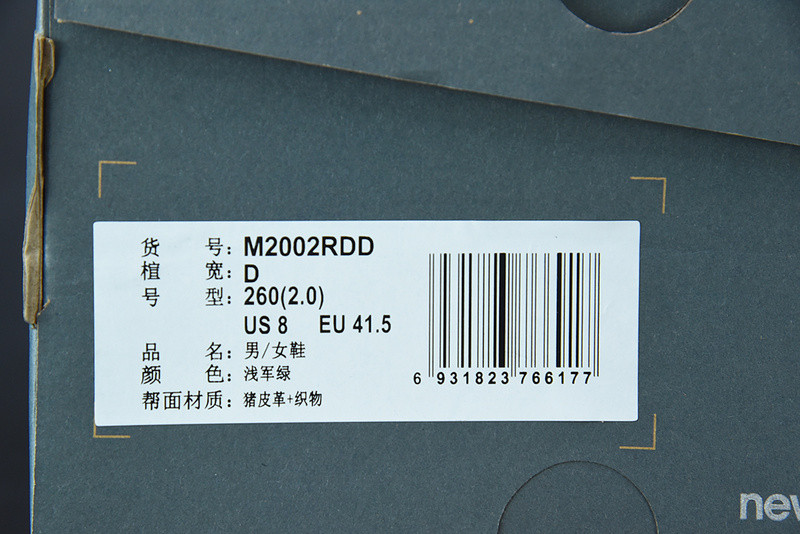 货 号：M2002RDD
楦 宽：D
号 型：260(2.0)
US 8 EU 41.5
品 名：男/女鞋
颜 色：浅军绿
帮面材质：猪皮革+织物
6 931823 766177
new